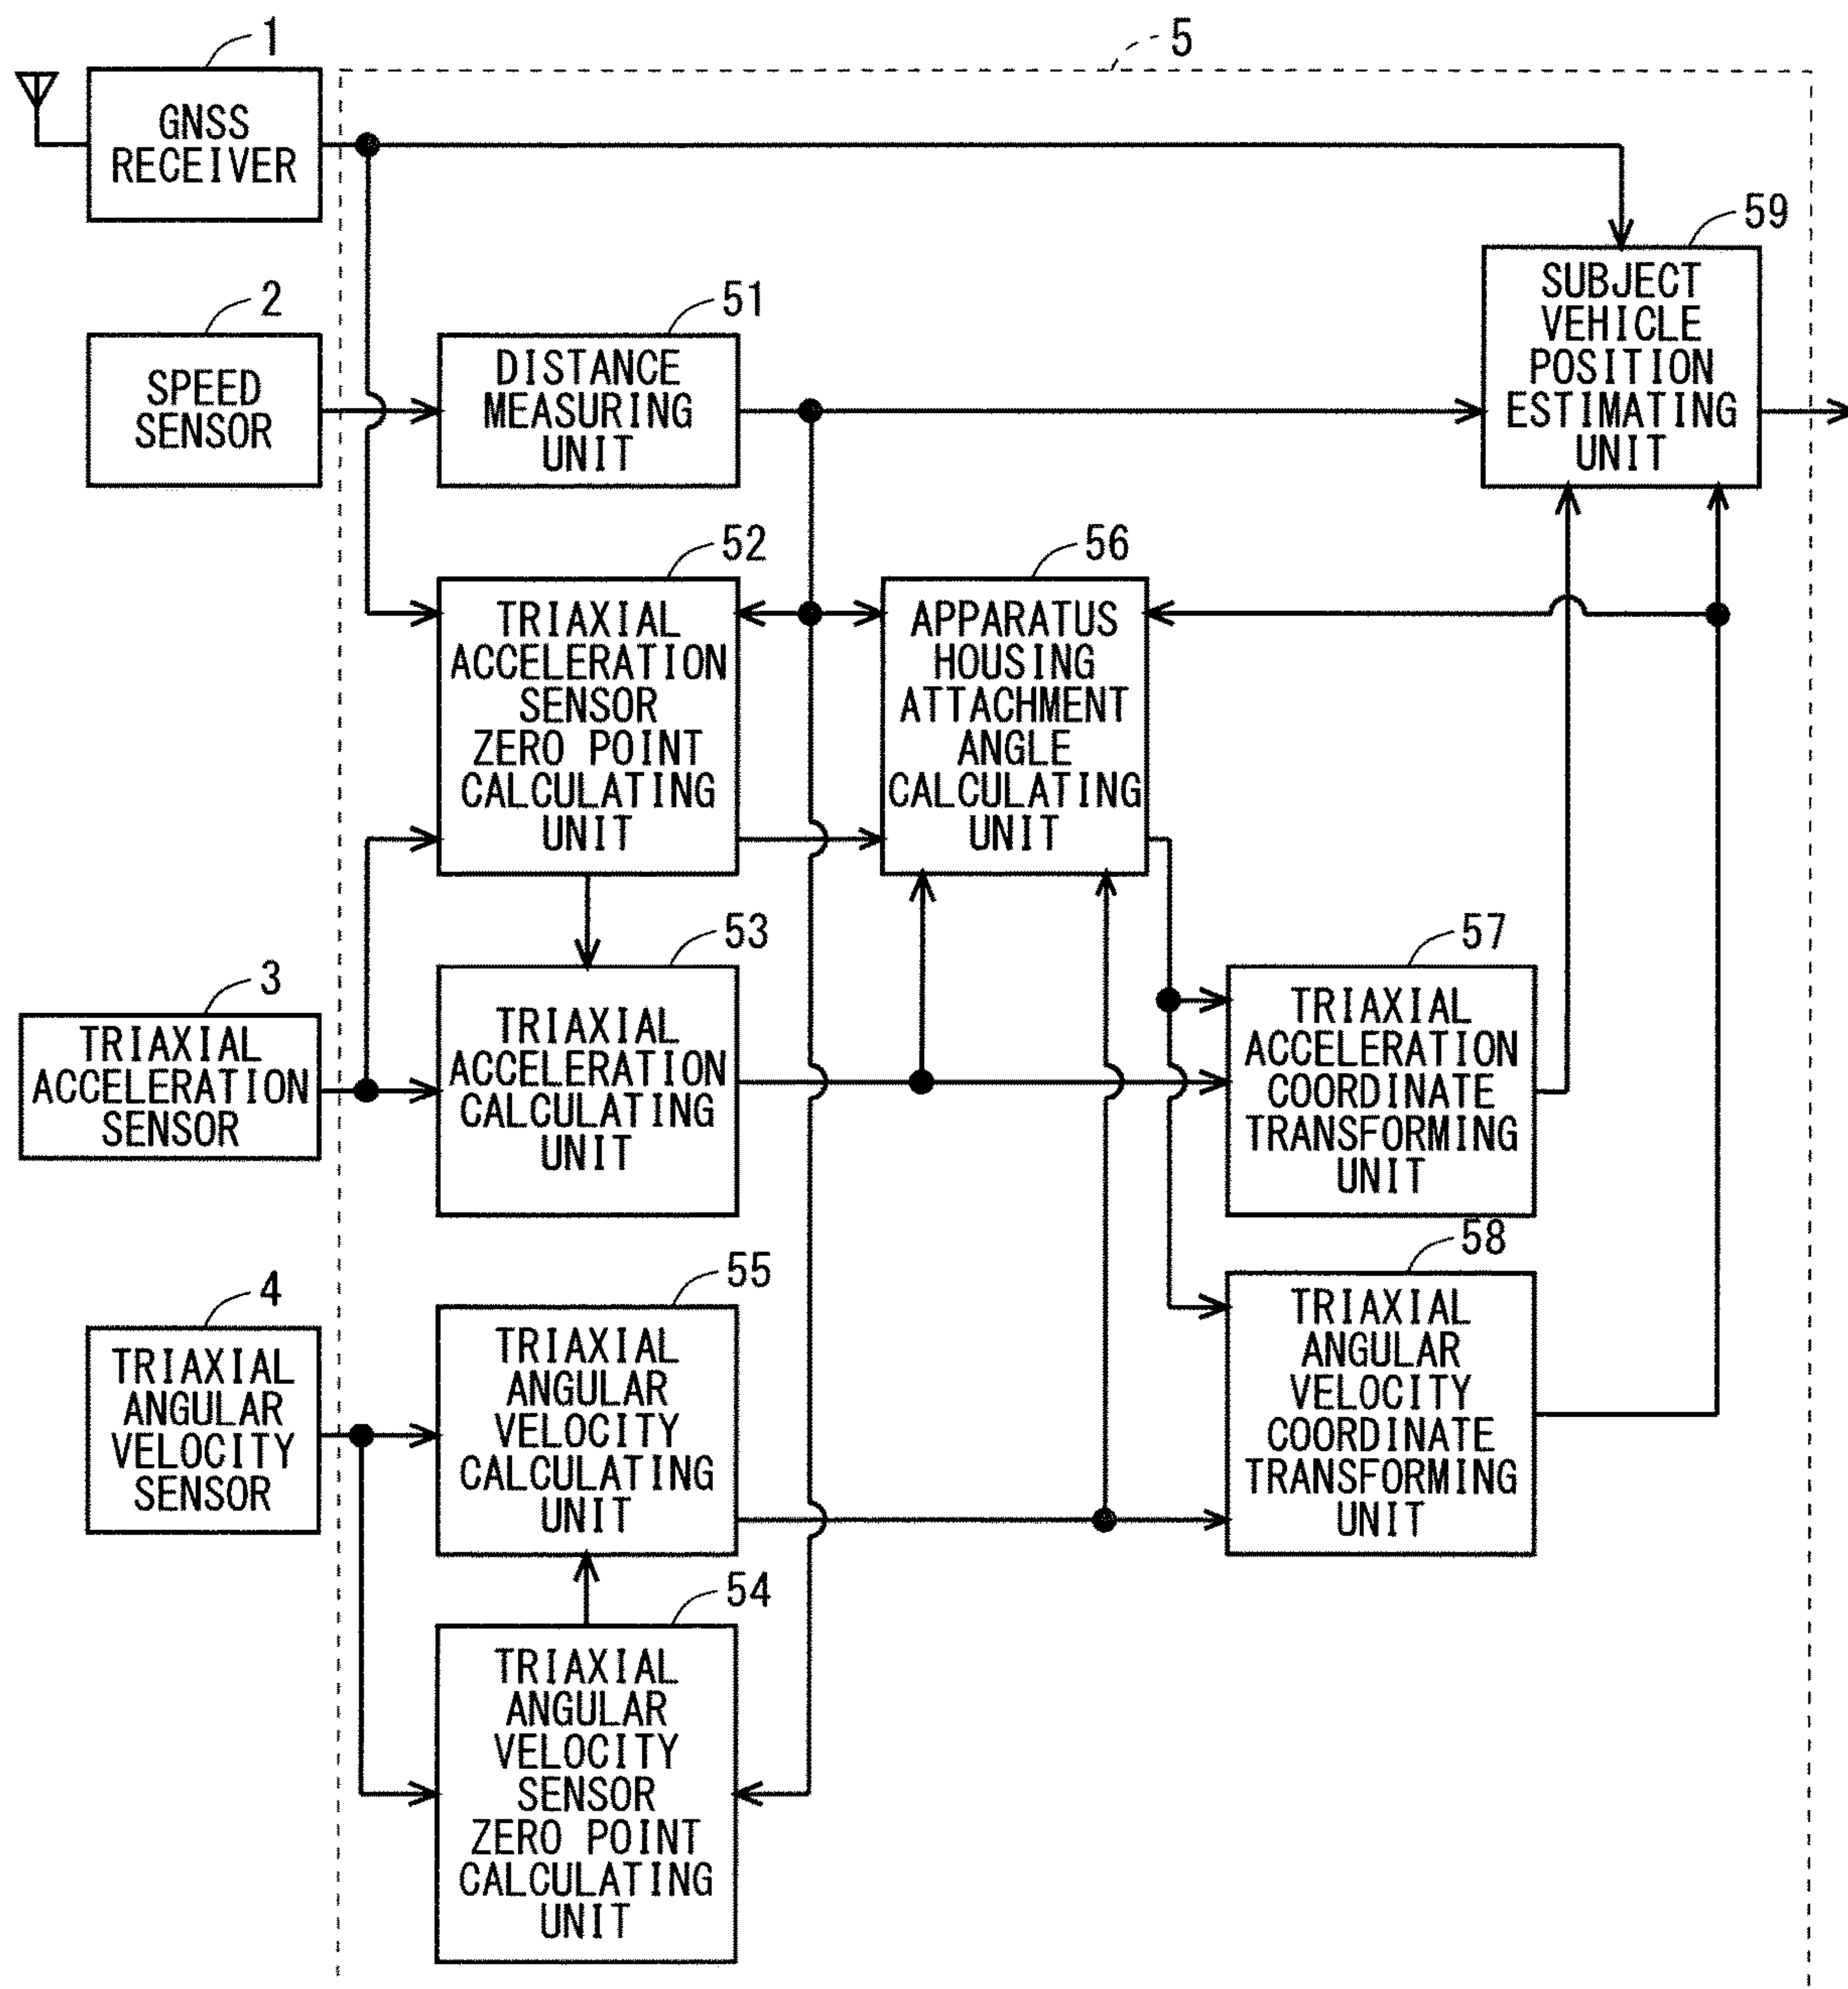 1
5
GNSS
RECEIVER
59
SUBJECT
VEHICLE
POSITION
ESTIMATING
UNIT
2
SPEED
SENSOR
51
DISTANCE
MEASURING
UNIT
52
TRIAXIAL
ACCELERATION
SENSOR
ZERO POINT
CALCULATING
UNIT
56
APPARATUS
HOUSING
ATTACHMENT
ANGLE
CALCULATING
UNIT
3
TRIAXIAL
ACCELERATION
SENSOR
53
TRIAXIAL
ACCELERATION
CALCULATING
UNIT
57
TRIAXIAL
ACCELERATION
COORDINATE
TRANSFORMING
UNIT
4
TRIAXIAL
ANGULAR
VELOCITY
SENSOR
55
TRIAXIAL
ANGULAR
VELOCITY
CALCULATING
UNIT
58
TRIAXIAL
ANGULAR
VELOCITY
COORDINATE
TRANSFORMING
UNIT
54
TRIAXIAL
ANGULAR
VELOCITY
SENSOR
ZERO POINT
CALCULATING
UNIT